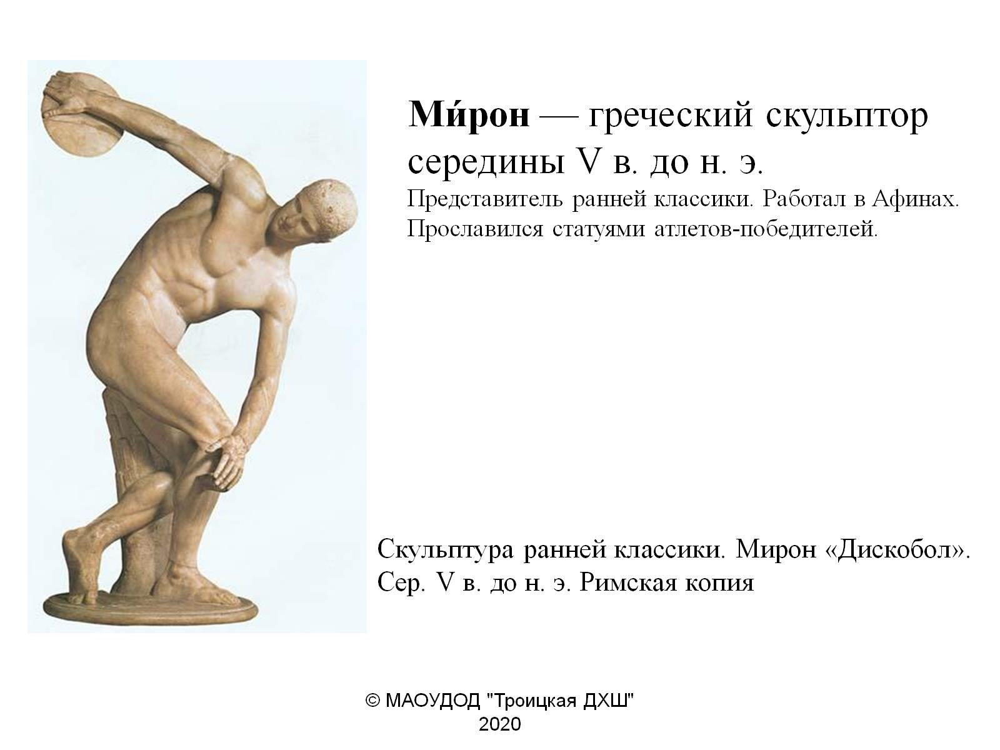 Ми́рон — греческий скульптор
середины V в. до н. э.
Представитель ранней классики. Работал в Афинах.
Прославился статуями атлетов-победителей.
Скульптура ранней классики. Мирон «Дискобол».
Сер. V в. до н. э. Римская копия
© МАОУДОД "Троицкая ДХШ"
2020